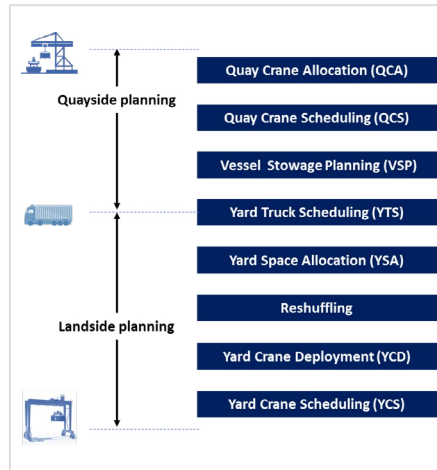 Quay Crane Allocation (QCA)
Quayside planning
Quay Crane Scheduling (QCS)
Vessel Stowage Planning (VSP)
Yard Truck Scheduling (YTS)
Yard Space Allocation (YSA)
Reshuffling
Landside planning
Yard Crane Deployment (YCD)
Yard Crane Scheduling (YCS)